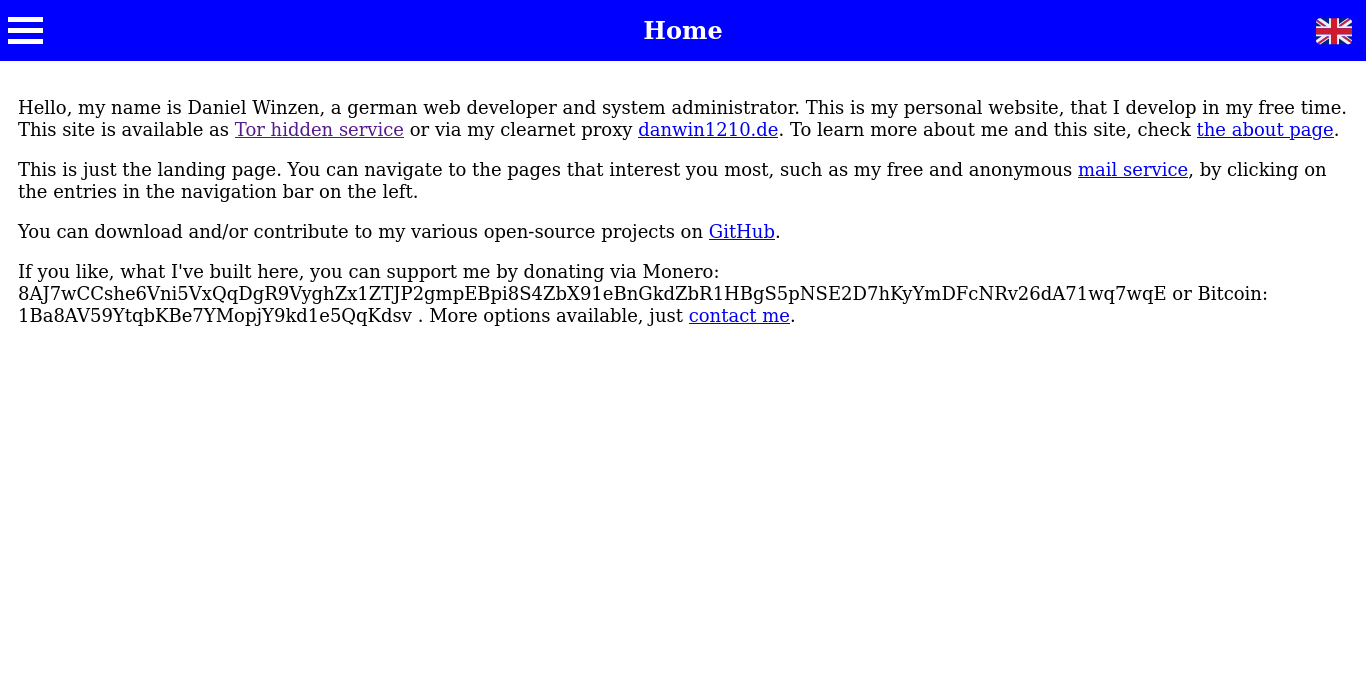 Home
Hello, my name is Daniel Winzen, a german web developer and system administrator. This is my personal website, that I develop in my free time.
This site is available as Tor hidden service or via my clearnet proxy danwin1210.de. To learn more about me and this site, check the about page.
This is just the landing page. You can navigate to the pages that interest you most, such as my free and anonymous mail service, by clicking on
the entries in the navigation bar on the left.
You can download and/or contribute to my various open-source projects on GitHub.
If you like, what I've built here, you can support me by donating via Monero:
8AJ7wCCshe6Vni5VxQqDgR9VyghZx1ZTJP2gmpEBpi8S4ZbX91eBnGkdZbR1HBgS5pNSE2D7hKyYmDFcNRv26dA71wq7wqE or Bitcoin:
1Ba8AV59YtqbKBe7YMopjY9kd1e5QqKdsv . More options available, just contact me.